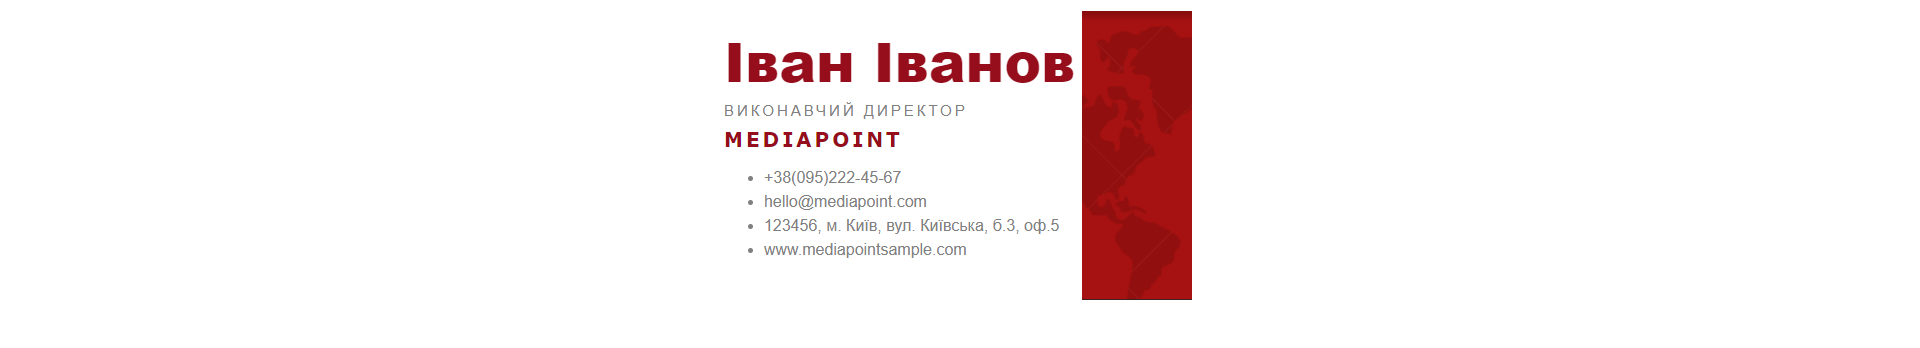 Іван Іванов
ВИКОНАВЧИЙ ДИРЕКТОР
MEDIAPOINT
+38(095)222-45-67
hello@mediapoint.com
123456, м. Київ, вул. Київська, б.3, оф.5
www.mediapointsample.com